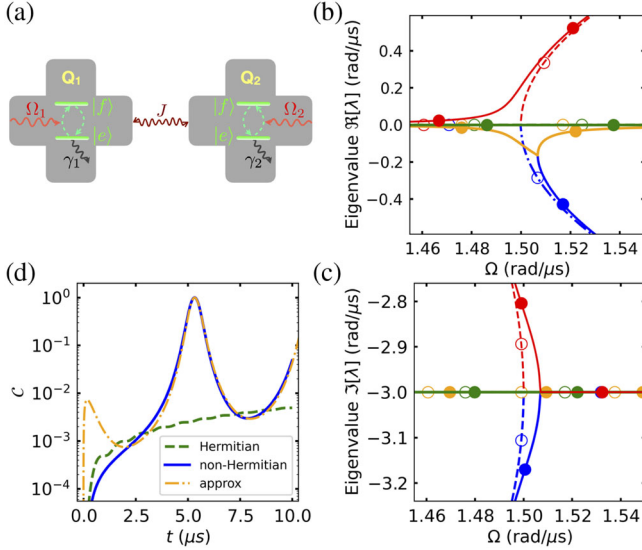 (a)
Q₁
Q₂
Ω₁
|f⟩
J
|f⟩
Ω₂
|e⟩
|e⟩
γ₁
γ₂
(b)
Eigenvalue ℜ[λ] (rad/μs)
0.4
0.2
0.0
−0.2
−0.4
1.46
1.48
1.50
1.52
1.54
Ω (rad/μs)
(d)
C
10⁰
10⁻¹
10⁻²
10⁻³
10⁻⁴
Hermitian
non-Hermitian
approx
0.0
2.5
5.0
7.5
10.0
t (μs)
(c)
Eigenvalue ℑ[λ] (rad/μs)
−2.8
−2.9
−3.0
−3.1
−3.2
1.46
1.48
1.50
1.52
1.54
Ω (rad/μs)